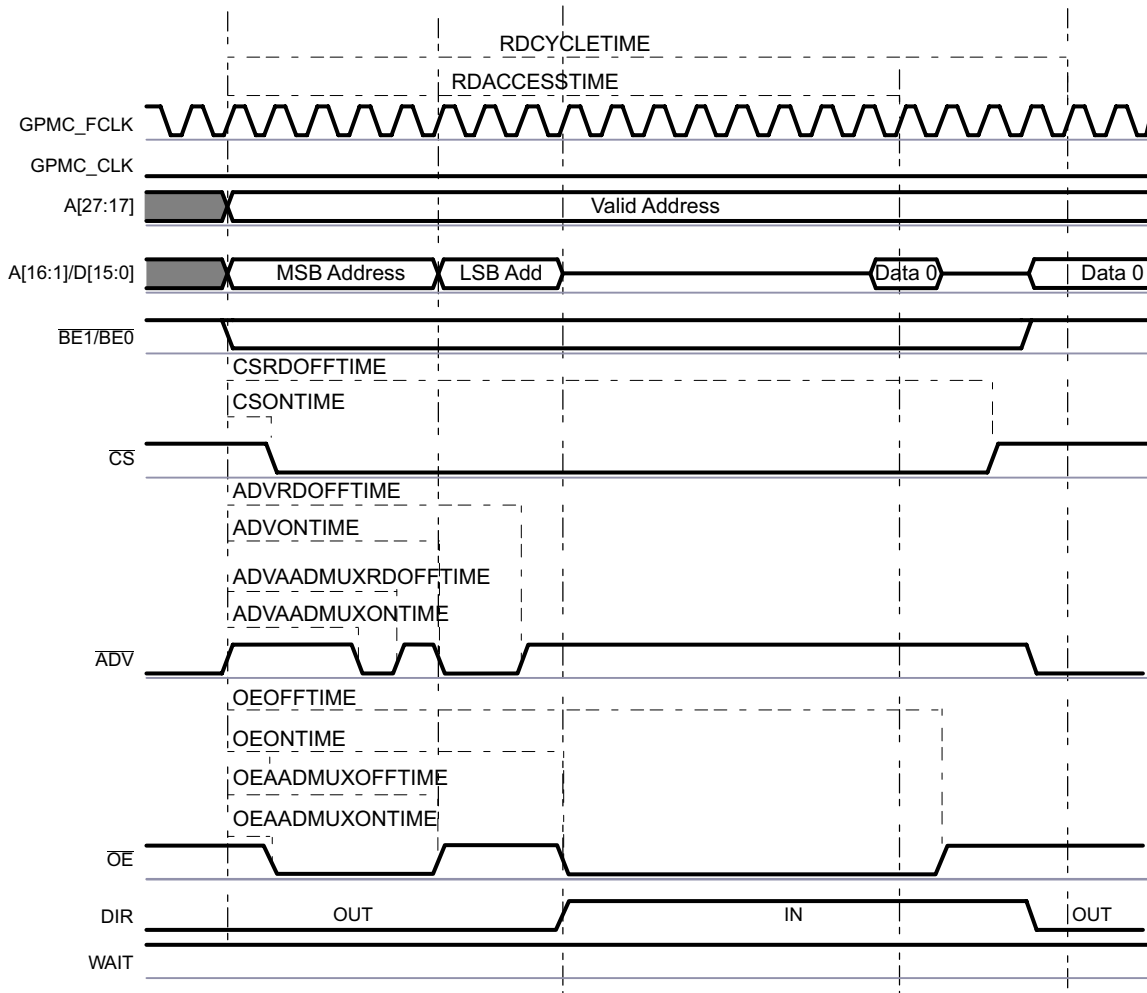 RDCYCLETIME
RDACCESSTIME
GPMC_FCLK
GPMC_CLK
A[27:17]
Valid Address
A[16:1]/D[15:0]
MSB Address
LSB Add
Data 0
Data 0
BE1/BE0
CSRDOFFTIME
CSONTIME
CS
ADVRDOFFTIME
ADVONTIME
ADVAADMUXRDOFFTIME
ADVAADMUXONTIME
ADV
OEOFFTIME
OEONTIME
OEAADMUXOFFTIME
OEAADMUXONTIME
OE
DIR
OUT
IN
OUT
WAIT